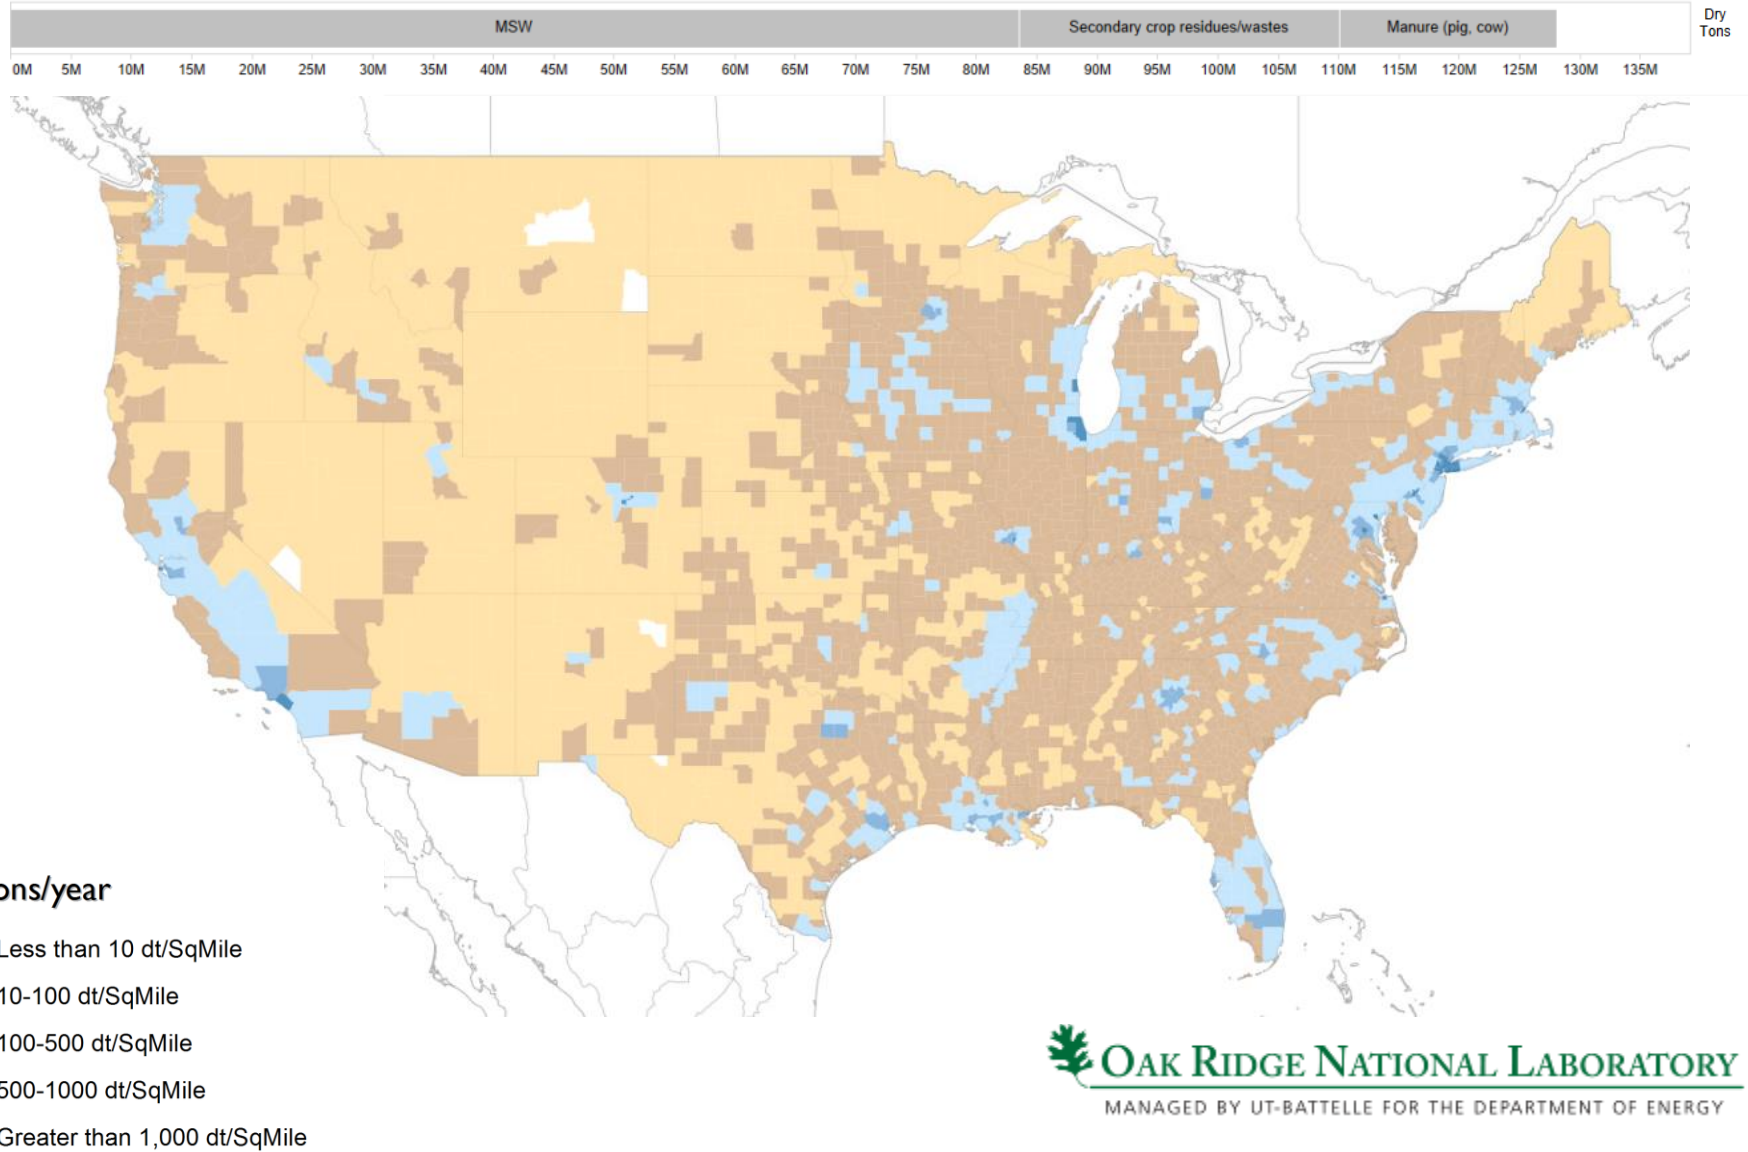 MSW Secondary crop residues/wastes Manure (pig, cow) Dry
Tons
0M 5M 10M 15M 20M 25M 30M 35M 40M 45M 50M 55M 60M 65M 70M 75M 80M 85M 90M 95M 100M 105M 110M 115M 120M 125M 130M 135M
ons/year
Less than 10 dt/SqMile
10-100 dt/SqMile
100-500 dt/SqMile
500-1000 dt/SqMile
Greater than 1,000 dt/SqMile
OAK RIDGE NATIONAL LABORATORY
MANAGED BY UT-BATTELLE FOR THE DEPARTMENT OF ENERGY